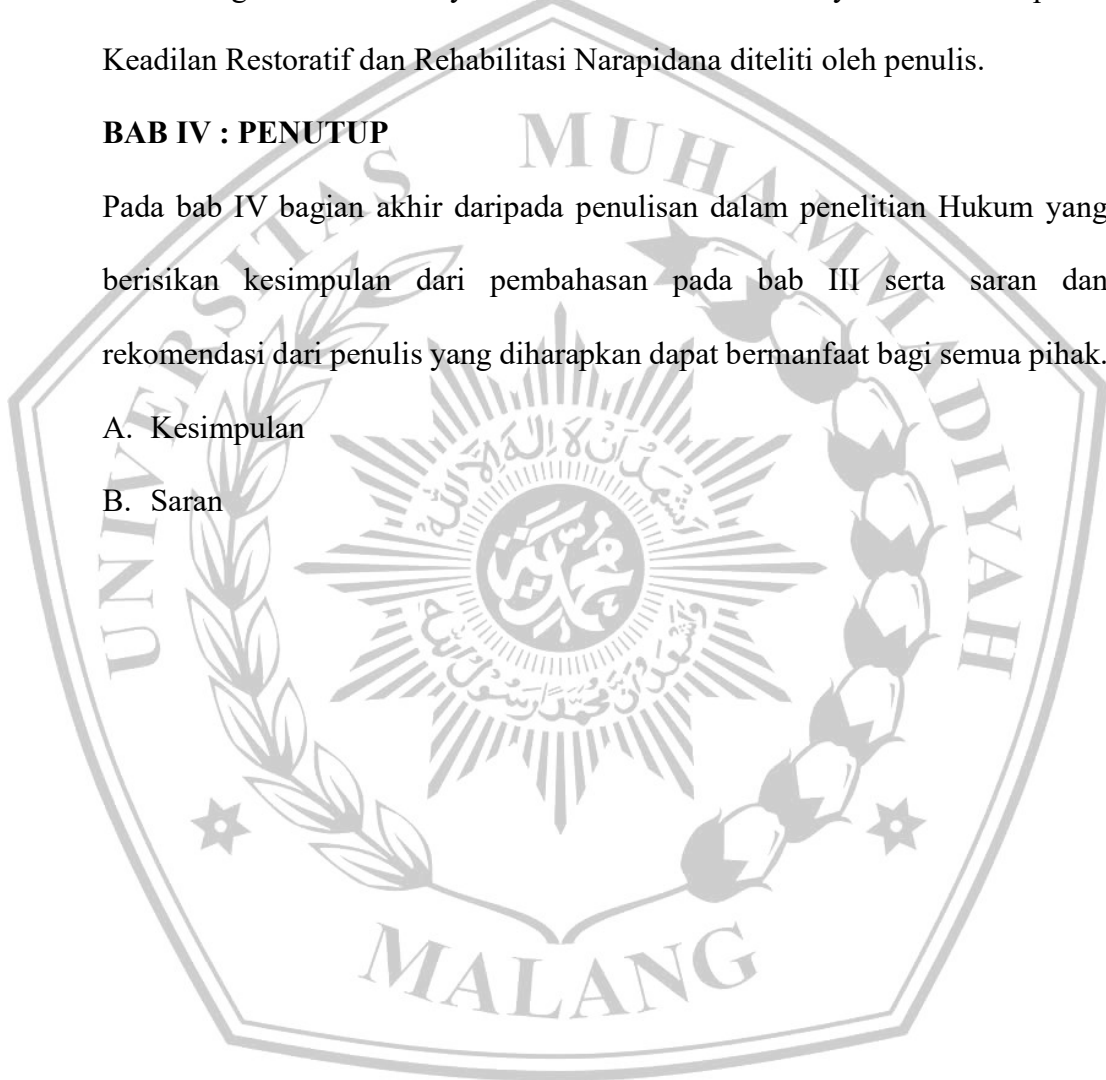 Keadilan Restoratif dan Rehabilitasi Narapidana diteliti oleh penulis.
BAB IV : PENUTUP
Pada bab IV bagian akhir daripada penulisan dalam penelitian Hukum yang
berisikan kesimpulan dari pembahasan pada bab III serta saran dan
rekomendasi dari penulis yang diharapkan dapat bermanfaat bagi semua pihak.
A. Kesimpulan
B. Saran
UNIVERSITAS MUHAMMADIYAH
MALANG